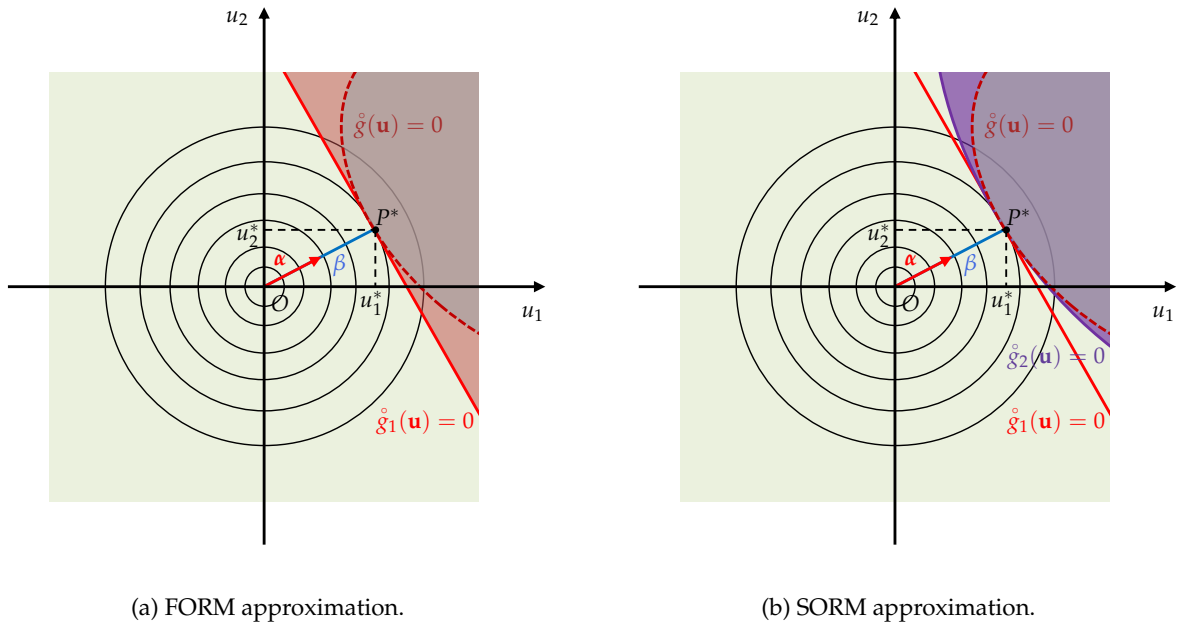 u₂
g̊(𝐮) = 0
P*
u₂*
α
β
O
u₁*
u₁
g̊₁(𝐮) = 0
(a) FORM approximation.
u₂
g̊(𝐮) = 0
P*
u₂*
α
β
O
u₁*
u₁
g̊₂(𝐮) = 0
g̊₁(𝐮) = 0
(b) SORM approximation.